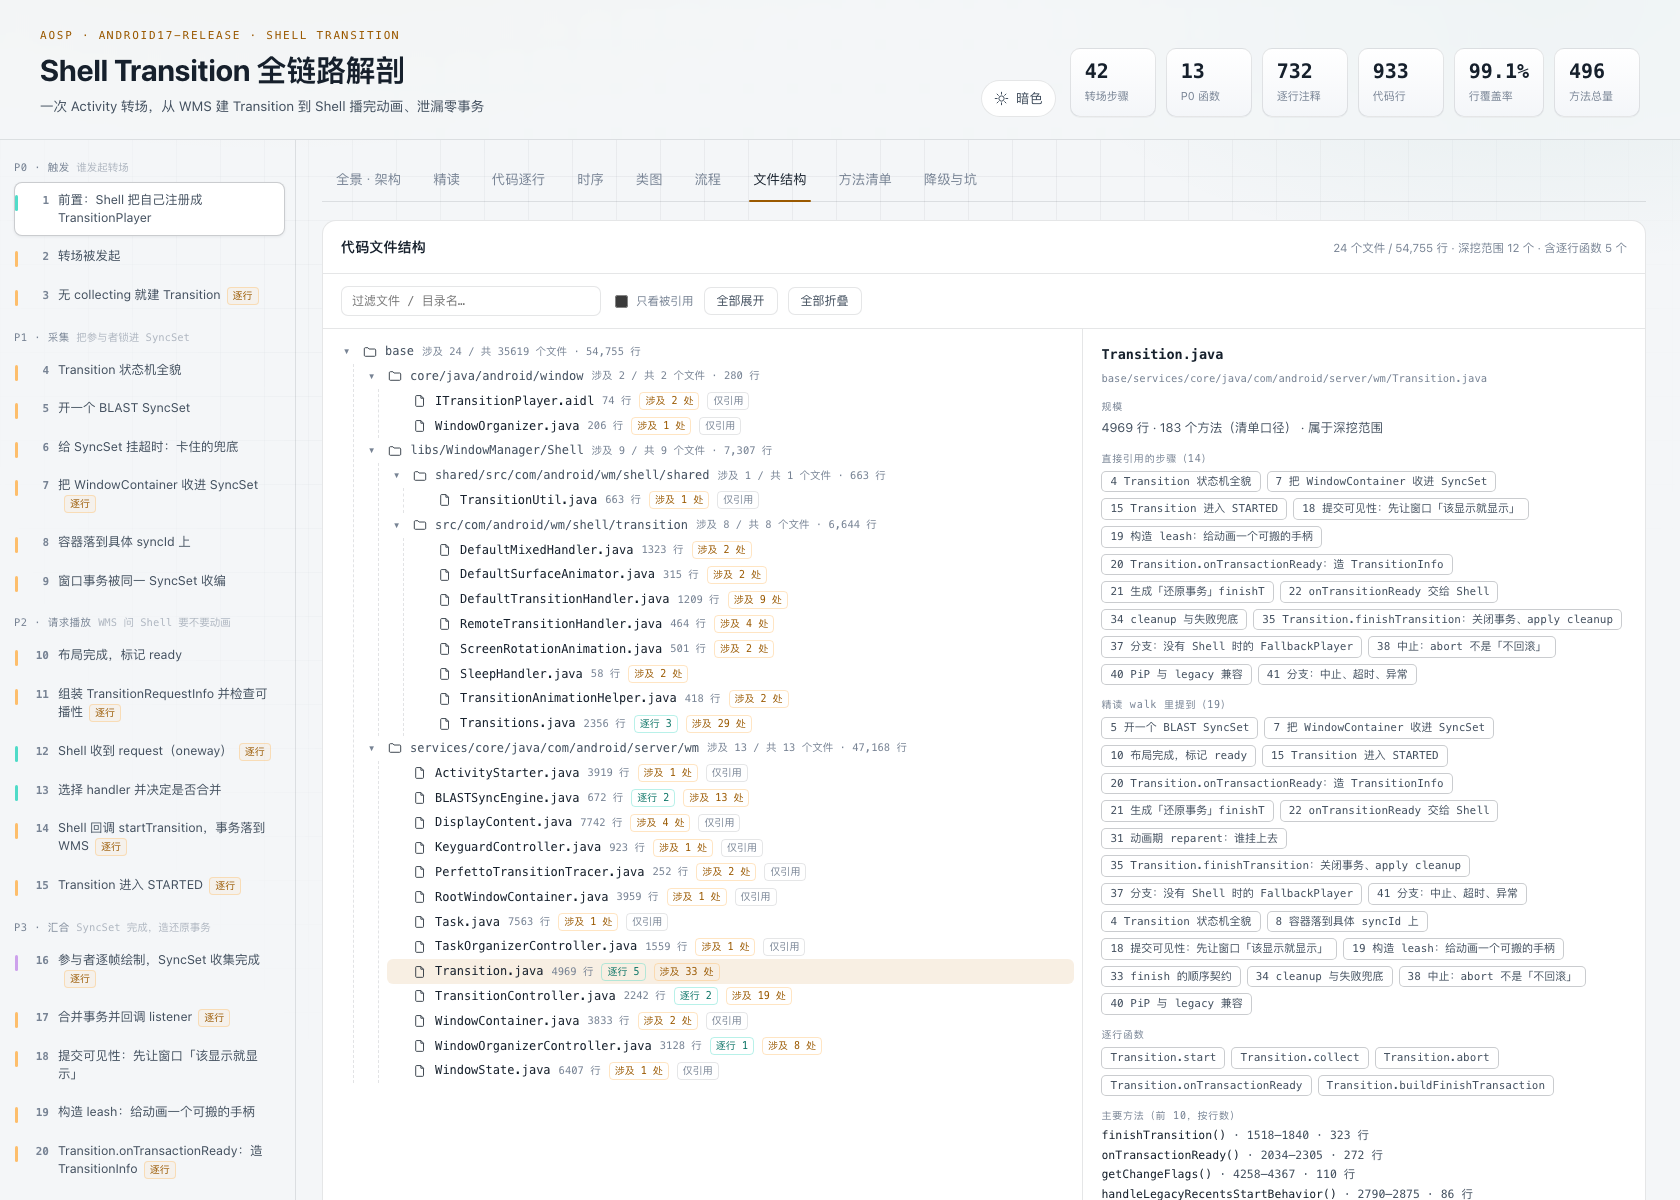 AOSP · ANDROID17-RELEASE · SHELL TRANSITION
Shell Transition 全链路解剖
一次 Activity 转场，从 WMS 建 Transition 到 Shell 播完动画、泄漏零事务
暗色
42
转场步骤
13
P0 函数
732
逐行注释
933
代码行
99.1%
行覆盖率
496
方法总量
P0 · 触发 谁发起转场
1 前置：Shell 把自己注册成
TransitionPlayer
2 转场被发起
3 无 collecting 就建 Transition 逐行
P1 · 采集 把参与者锁进 SyncSet
4 Transition 状态机全貌
5 开一个 BLAST SyncSet
6 给 SyncSet 挂超时：卡住的兜底
7 把 WindowContainer 收进 SyncSet
逐行
8 容器落到具体 syncId 上
9 窗口事务被同一 SyncSet 收编
P2 · 请求播放 WMS 问 Shell 要不要动画
10 布局完成，标记 ready
11 组装 TransitionRequestInfo 并检查可
播性 逐行
12 Shell 收到 request（oneway） 逐行
13 选择 handler 并决定是否合并
14 Shell 回调 startTransition，事务落到
WMS 逐行
15 Transition 进入 STARTED 逐行
P3 · 汇合 SyncSet 完成，造还原事务
16 参与者逐帧绘制，SyncSet 收集完成
逐行
17 合并事务并回调 listener 逐行
18 提交可见性：先让窗口「该显示就显
示」
19 构造 leash：给动画一个可搬的手柄
20 Transition.onTransactionReady：造
TransitionInfo 逐行
全景 · 架构 精读 代码逐行 时序 类图 流程 文件结构 方法清单 降级与坑
代码文件结构
24 个文件 / 54,755 行 · 深挖范围 12 个 · 含逐行函数 5 个
过滤文件 / 目录名… 只看被引用 全部展开 全部折叠
base 涉及 24 / 共 35619 个文件 · 54,755 行
core/java/android/window 涉及 2 / 共 2 个文件 · 280 行
ITransitionPlayer.aidl 74 行 涉及 2 处 仅引用
WindowOrganizer.java 206 行 涉及 1 处 仅引用
libs/WindowManager/Shell 涉及 9 / 共 9 个文件 · 7,307 行
shared/src/com/android/wm/shell/shared 涉及 1 / 共 1 个文件 · 663 行
TransitionUtil.java 663 行 涉及 1 处 仅引用
src/com/android/wm/shell/transition 涉及 8 / 共 8 个文件 · 6,644 行
DefaultMixedHandler.java 1323 行 涉及 2 处
DefaultSurfaceAnimator.java 315 行 涉及 2 处
DefaultTransitionHandler.java 1209 行 涉及 9 处
RemoteTransitionHandler.java 464 行 涉及 4 处
ScreenRotationAnimation.java 501 行 涉及 2 处
SleepHandler.java 58 行 涉及 2 处
TransitionAnimationHelper.java 418 行 涉及 2 处
Transitions.java 2356 行 逐行 3 涉及 29 处
services/core/java/com/android/server/wm 涉及 13 / 共 13 个文件 · 47,168 行
ActivityStarter.java 3919 行 涉及 1 处 仅引用
BLASTSyncEngine.java 672 行 逐行 2 涉及 13 处
DisplayContent.java 7742 行 涉及 4 处 仅引用
KeyguardController.java 923 行 涉及 1 处 仅引用
PerfettoTransitionTracer.java 252 行 涉及 2 处 仅引用
RootWindowContainer.java 3959 行 涉及 1 处 仅引用
Task.java 7563 行 涉及 1 处 仅引用
TaskOrganizerController.java 1559 行 涉及 1 处 仅引用
Transition.java 4969 行 逐行 5 涉及 33 处
TransitionController.java 2242 行 逐行 2 涉及 19 处
WindowContainer.java 3833 行 涉及 2 处 仅引用
WindowOrganizerController.java 3128 行 逐行 1 涉及 8 处
WindowState.java 6407 行 涉及 1 处 仅引用
Transition.java
base/services/core/java/com/android/server/wm/Transition.java
规模
4969 行 · 183 个方法（清单口径） · 属于深挖范围
直接引用的步骤 (14)
4 Transition 状态机全貌 7 把 WindowContainer 收进 SyncSet
15 Transition 进入 STARTED 18 提交可见性：先让窗口「该显示就显示」
19 构造 leash：给动画一个可搬的手柄
20 Transition.onTransactionReady：造 TransitionInfo
21 生成「还原事务」finishT 22 onTransitionReady 交给 Shell
34 cleanup 与失败兜底 35 Transition.finishTransition：关闭事务、apply cleanup
37 分支：没有 Shell 时的 FallbackPlayer 38 中止：abort 不是「不回滚」
40 PiP 与 legacy 兼容 41 分支：中止、超时、异常
精读 walk 里提到 (19)
5 开一个 BLAST SyncSet 7 把 WindowContainer 收进 SyncSet
10 布局完成，标记 ready 15 Transition 进入 STARTED
20 Transition.onTransactionReady：造 TransitionInfo
21 生成「还原事务」finishT 22 onTransitionReady 交给 Shell
31 动画期 reparent：谁挂上去
35 Transition.finishTransition：关闭事务、apply cleanup
37 分支：没有 Shell 时的 FallbackPlayer 41 分支：中止、超时、异常
4 Transition 状态机全貌 8 容器落到具体 syncId 上
18 提交可见性：先让窗口「该显示就显示」 19 构造 leash：给动画一个可搬的手柄
33 finish 的顺序契约 34 cleanup 与失败兜底 38 中止：abort 不是「不回滚」
40 PiP 与 legacy 兼容
逐行函数
Transition.start Transition.collect Transition.abort
Transition.onTransactionReady Transition.buildFinishTransaction
主要方法 (前 10, 按行数)
finishTransition() · 1518–1840 · 323 行
onTransactionReady() · 2034–2305 · 272 行
getChangeFlags() · 4258–4367 · 110 行
handleLegacyRecentsStartBehavior() · 2790–2875 · 86 行